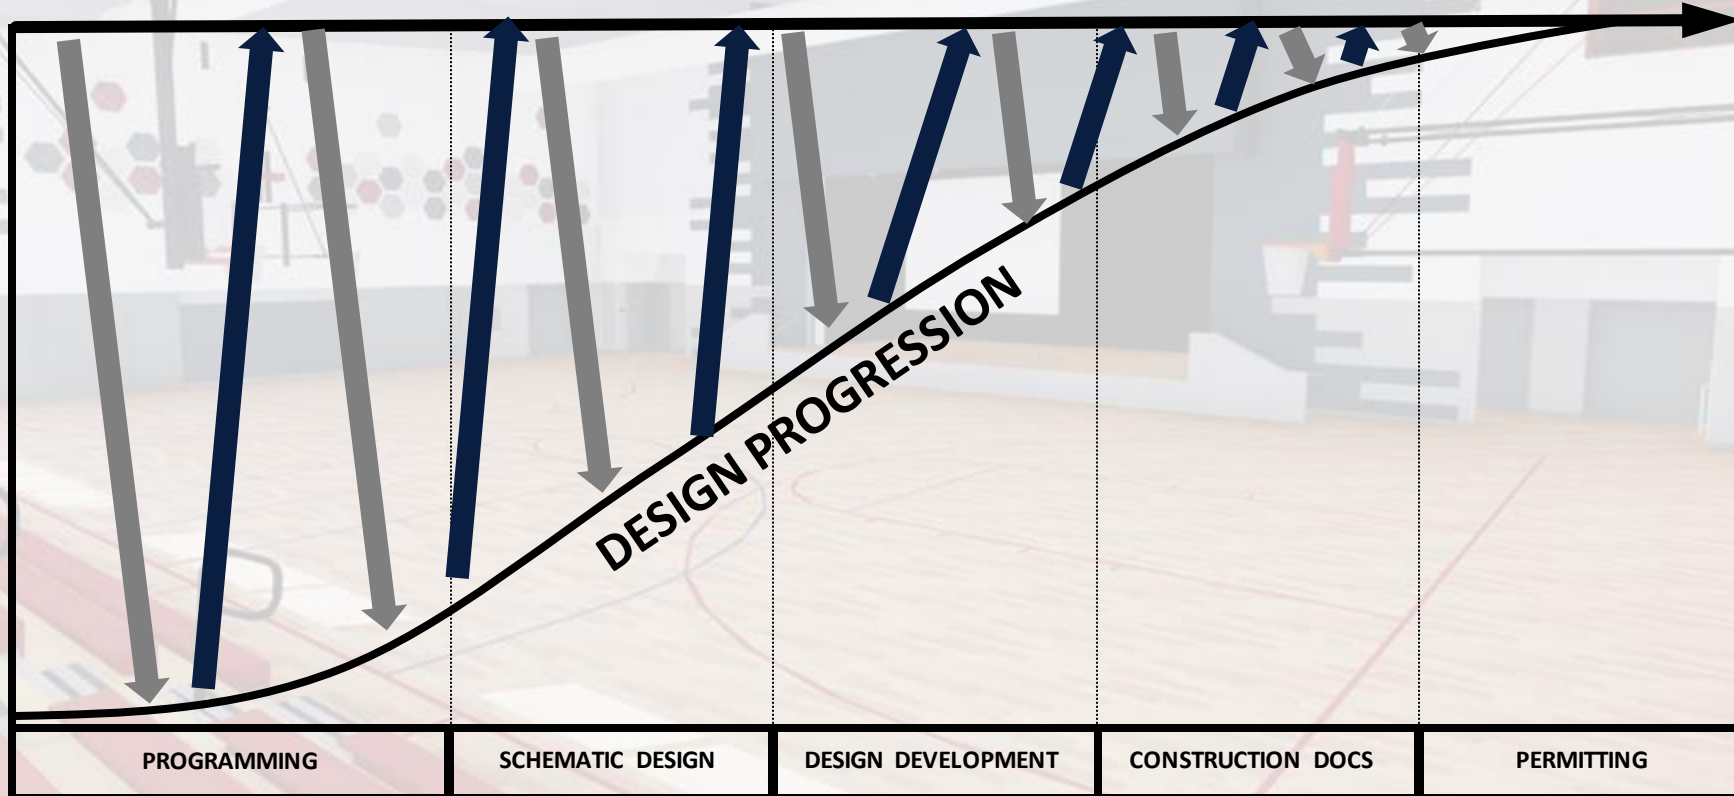 DESIGN PROGRESSION
PROGRAMMING
SCHEMATIC DESIGN
DESIGN DEVELOPMENT
CONSTRUCTION DOCS
PERMITTING